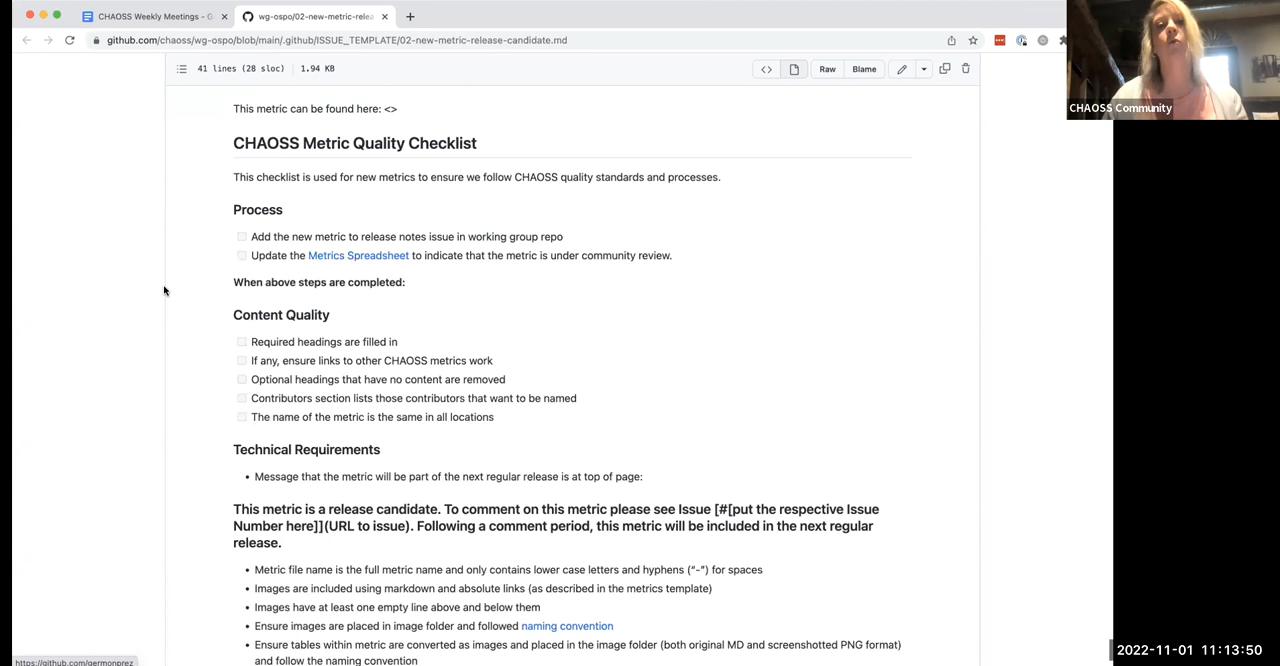 CHAOSS Weekly Meetings - G
wg-ospo/02-new-metric-relea
github.com/chaoss/wg-ospo/blob/main/.github/ISSUE_TEMPLATE/02-new-metric-release-candidate.md
CHAOSS Community
41 lines (28 sloc) 1.94 KB
Raw Blame
This metric can be found here: <>
CHAOSS Metric Quality Checklist
This checklist is used for new metrics to ensure we follow CHAOSS quality standards and processes.
Process
Add the new metric to release notes issue in working group repo
Update the Metrics Spreadsheet to indicate that the metric is under community review.
When above steps are completed:
Content Quality
Required headings are filled in
If any, ensure links to other CHAOSS metrics work
Optional headings that have no content are removed
Contributors section lists those contributors that want to be named
The name of the metric is the same in all locations
Technical Requirements
• Message that the metric will be part of the next regular release is at top of page:
This metric is a release candidate. To comment on this metric please see Issue [#[put the respective Issue
Number here]](URL to issue). Following a comment period, this metric will be included in the next regular
release.
• Metric file name is the full metric name and only contains lower case letters and hyphens (“-”) for spaces
• Images are included using markdown and absolute links (as described in the metrics template)
• Images have at least one empty line above and below them
• Ensure images are placed in image folder and followed naming convention
• Ensure tables within metric are converted as images and placed in the image folder (both original MD and screenshotted PNG format)
and follow the naming convention
https://github.com/germonprez
2022-11-01 11:13:50